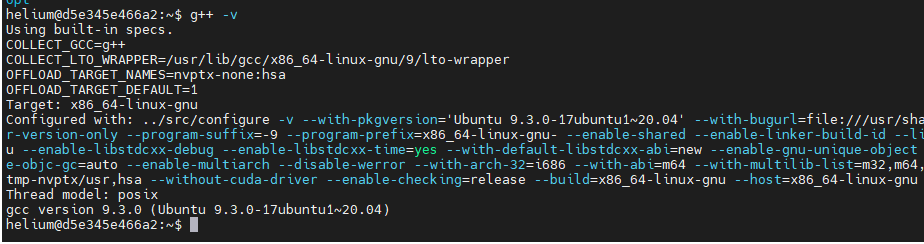 opt
helium@d5e345e466a2:~$ g++ -v
Using built-in specs.
COLLECT_GCC=g++
COLLECT_LTO_WRAPPER=/usr/lib/gcc/x86_64-linux-gnu/9/lto-wrapper
OFFLOAD_TARGET_NAMES=nvptx-none:hsa
OFFLOAD_TARGET_DEFAULT=1
Target: x86_64-linux-gnu
Configured with: ../src/configure -v --with-pkgversion='Ubuntu 9.3.0-17ubuntu1~20.04' --with-bugurl=file:///usr/sha
r-version-only --program-suffix=-9 --program-prefix=x86_64-linux-gnu- --enable-shared --enable-linker-build-id --li
u --enable-libstdcxx-debug --enable-libstdcxx-time=yes --with-default-libstdcxx-abi=new --enable-gnu-unique-object
e-objc-gc=auto --enable-multiarch --disable-werror --with-arch-32=i686 --with-abi=m64 --with-multilib-list=m32,m64,
tmp-nvptx/usr,hsa --without-cuda-driver --enable-checking=release --build=x86_64-linux-gnu --host=x86_64-linux-gnu
Thread model: posix
gcc version 9.3.0 (Ubuntu 9.3.0-17ubuntu1~20.04)
helium@d5e345e466a2:~$